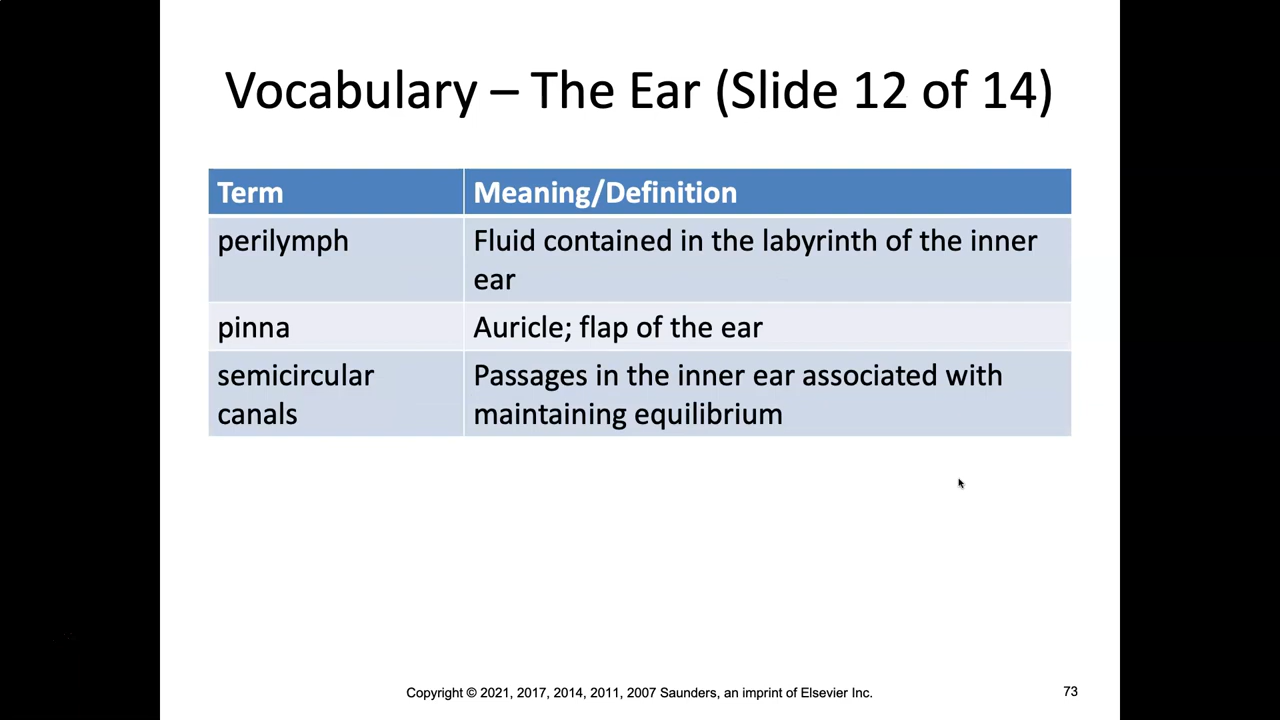 Vocabulary – The Ear (Slide 12 of 14)
Term Meaning/Definition
perilymph Fluid contained in the labyrinth of the inner
ear
pinna Auricle; flap of the ear
semicircular Passages in the inner ear associated with
canals maintaining equilibrium
Copyright © 2021, 2017, 2014, 2011, 2007 Saunders, an imprint of Elsevier Inc. 73